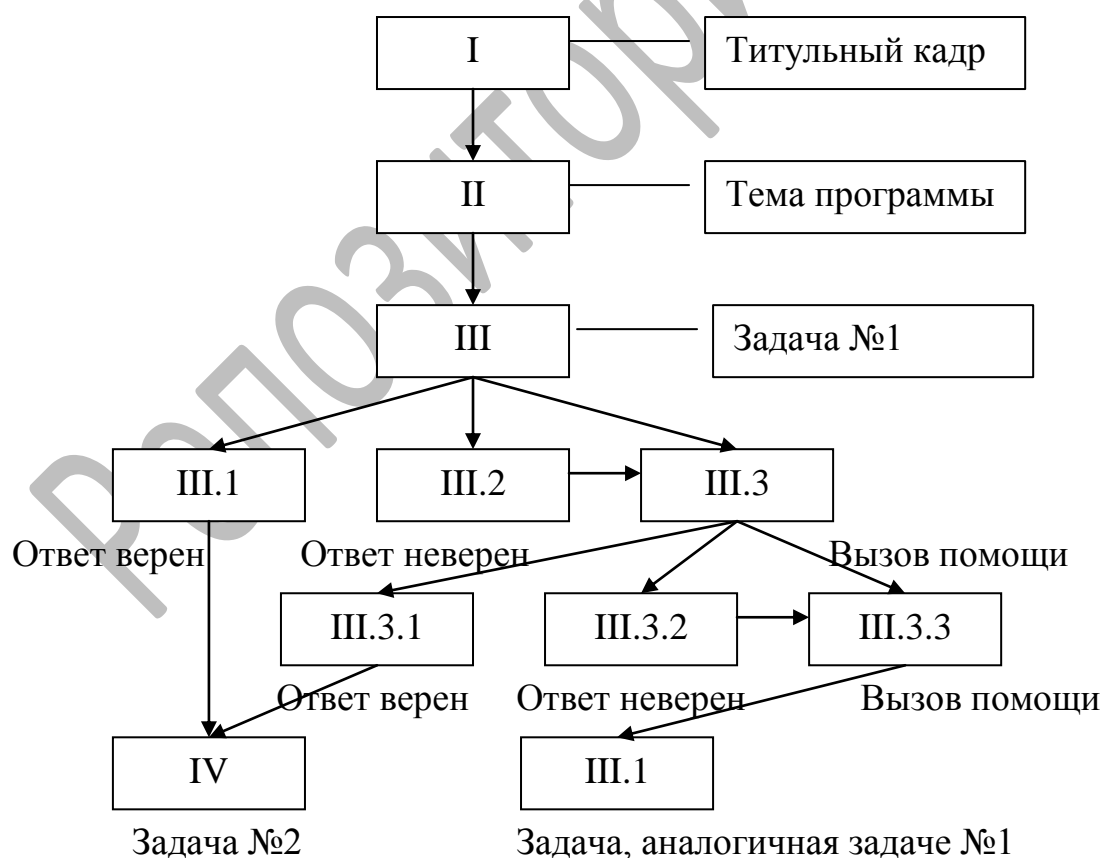 I Титульный кадр
II Тема программы
III Задача №1
III.1 III.2 III.3
Ответ верен Ответ неверен Вызов помощи
III.3.1 III.3.2 III.3.3
Ответ верен Ответ неверен Вызов помощи
IV III.1
Задача №2 Задача, аналогичная задаче №1